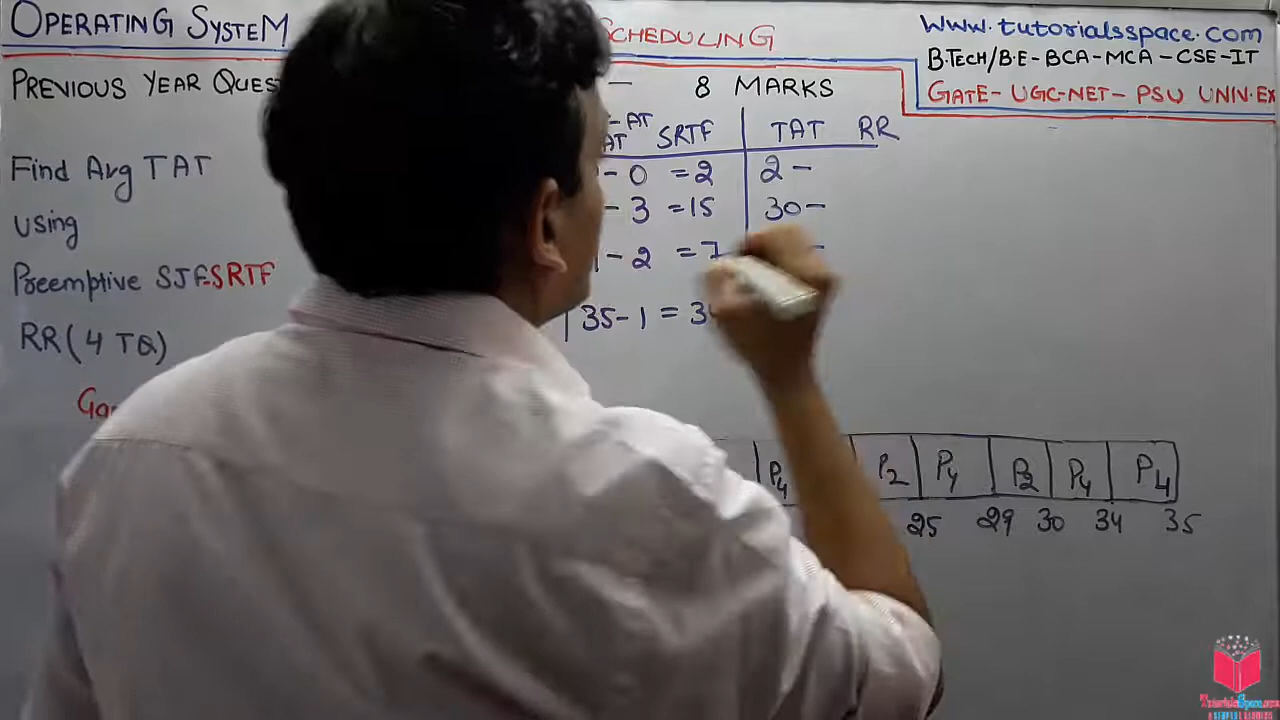 OPERATING SYSTEM
SCHEDULING
www.tutorialsspace.com
B.TECH/B.E-BCA-MCA-CSE-IT
GATE- UGC-NET- PSU UNIV.EX
PREVIOUS YEAR QUES
- 8 MARKS
-AT
AT SRTF TAT RR
Find Avg TAT
- 0 =2 2 -
using
- 3 =15 30-
- 2 =7 -
Preemptive SJF-SRTF
35-1 = 3
RR(4 TQ)
P4 P2 P4 P2 P4 P4
25 29 30 34 35
TutorialsSpace.com